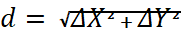 d = √ΔX² + ΔY²